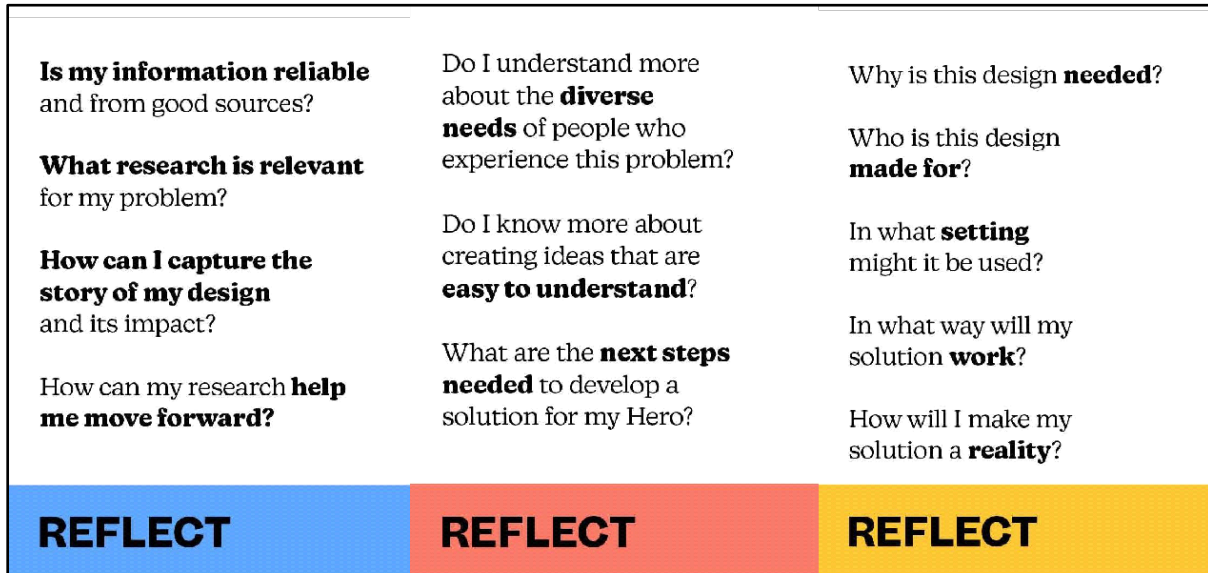 Is my information reliable
and from good sources?
What research is relevant
for my problem?
How can I capture the
story of my design
and its impact?
How can my research help
me move forward?
REFLECT
Do I understand more
about the diverse
needs of people who
experience this problem?
Do I know more about
creating ideas that are
easy to understand?
What are the next steps
needed to develop a
solution for my Hero?
REFLECT
Why is this design needed?
Who is this design
made for?
In what setting
might it be used?
In what way will my
solution work?
How will I make my
solution a reality?
REFLECT